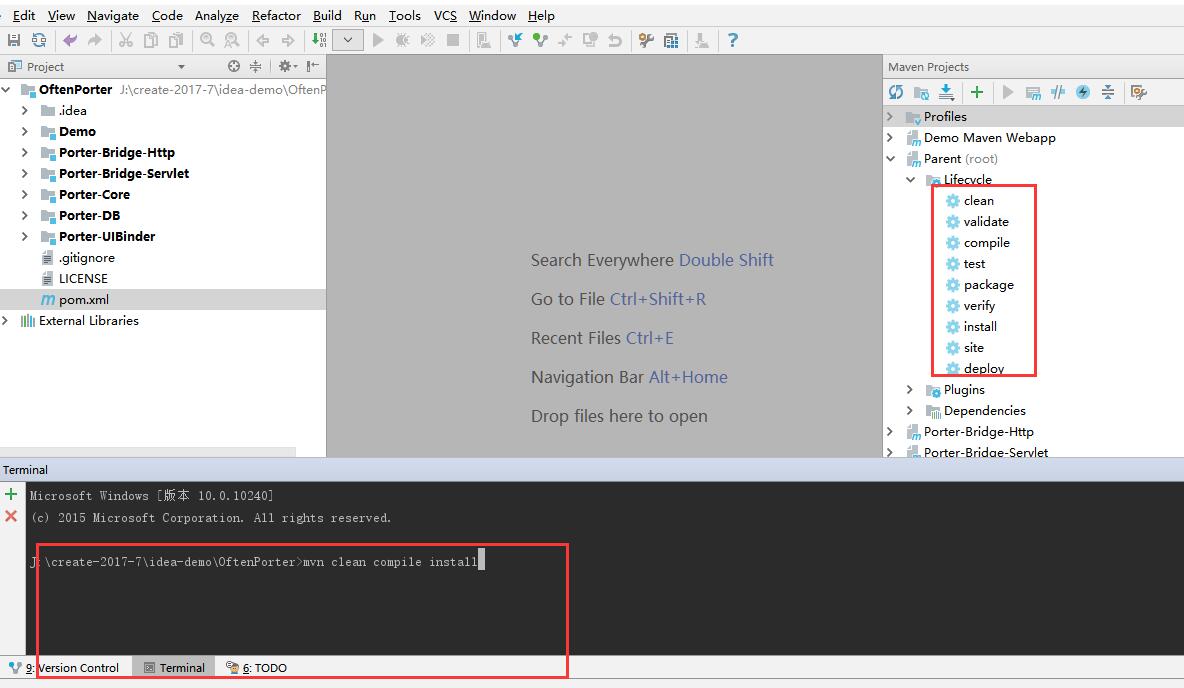 Edit View Navigate Code Analyze Refactor Build Run Tools VCS Window Help
Project
OftenPorter J:\create-2017-7\idea-demo\OftenP
.idea
Demo
Porter-Bridge-Http
Porter-Bridge-Servlet
Porter-Core
Porter-DB
Porter-UIBinder
.gitignore
LICENSE
pom.xml
External Libraries
Search Everywhere Double Shift
Go to File Ctrl+Shift+R
Recent Files Ctrl+E
Navigation Bar Alt+Home
Drop files here to open
Maven Projects
Profiles
Demo Maven Webapp
Parent (root)
Lifecycle
clean
validate
compile
test
package
verify
install
site
deploy
Plugins
Dependencies
Porter-Bridge-Http
Porter-Bridge-Servlet
Terminal
Microsoft Windows [版本 10.0.10240]
(c) 2015 Microsoft Corporation. All rights reserved.
J:\create-2017-7\idea-demo\OftenPorter>mvn clean compile install
9: Version Control Terminal 6: TODO